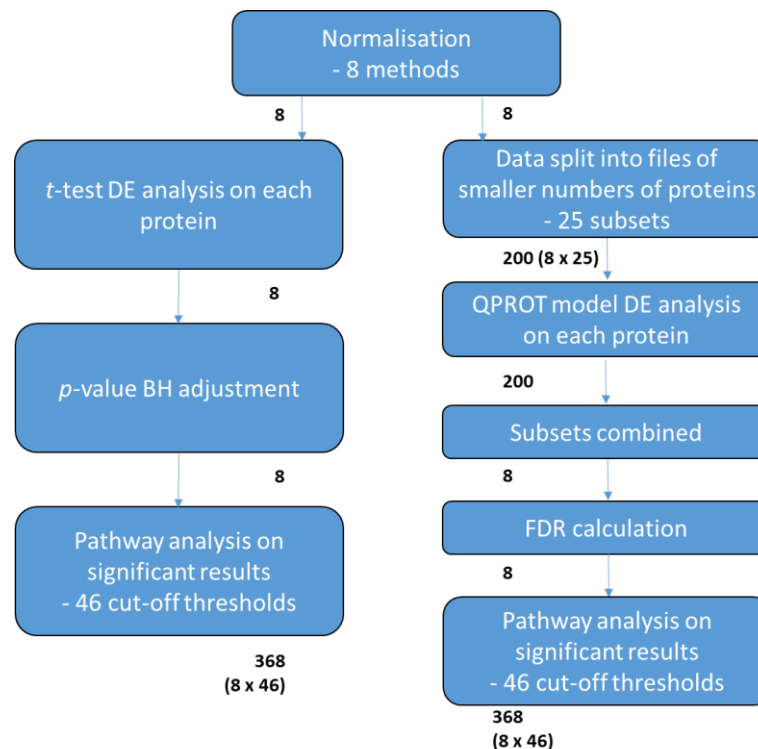 Normalisation
- 8 methods
8
8
t-test DE analysis on each
protein
8
p-value BH adjustment
8
Pathway analysis on
significant results
- 46 cut-off thresholds
368
(8 x 46)
Data split into files of
smaller numbers of proteins
- 25 subsets
200 (8 x 25)
QPROT model DE analysis
on each protein
200
Subsets combined
8
FDR calculation
8
Pathway analysis on
significant results
- 46 cut-off thresholds
368
(8 x 46)